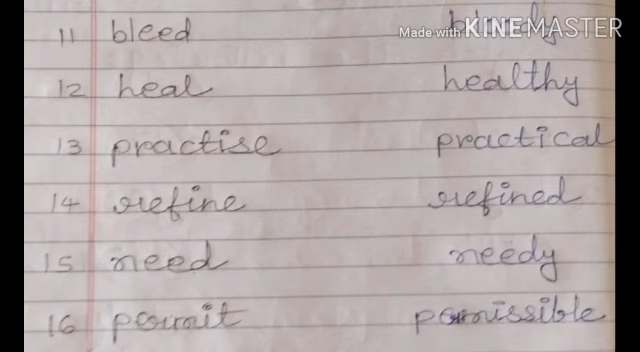 11 bleed bloody
Made with KINEMASTER
12 heal healthy
13 practise practical
14 refine refined
15 need needy
16 permit permissible